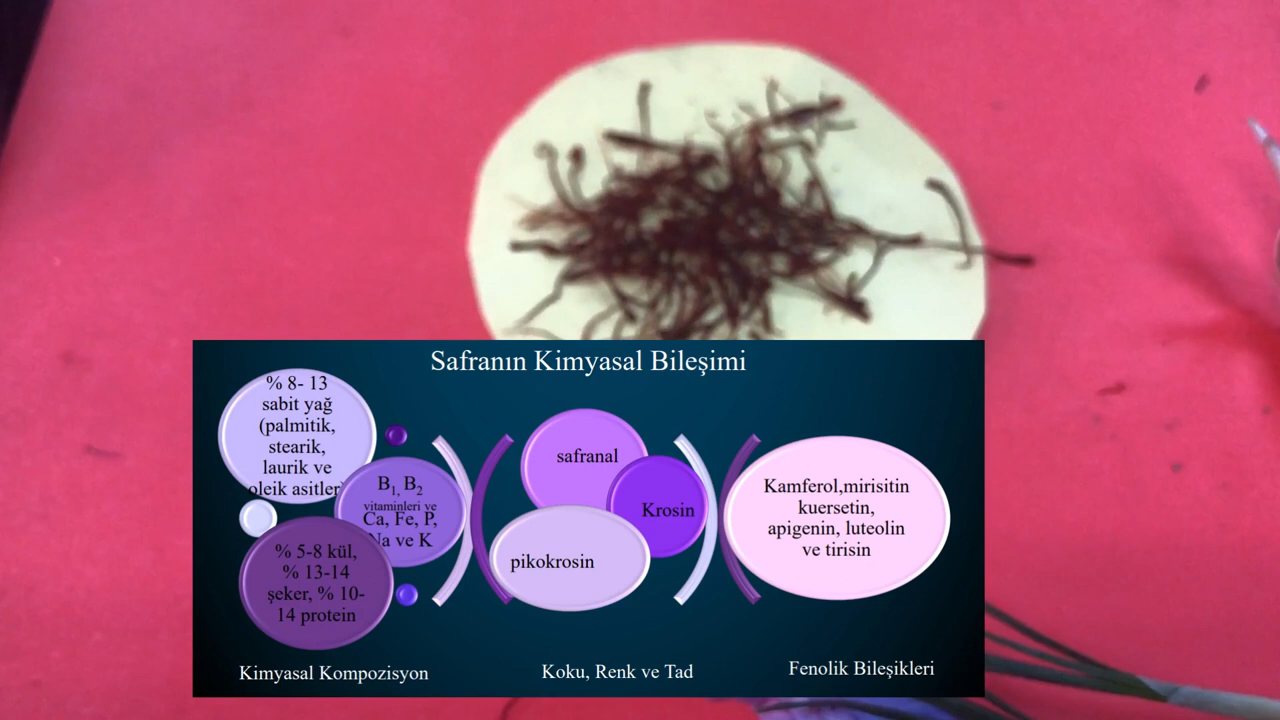 Safranın Kimyasal Bileşimi
% 8- 13
sabit yağ
(palmitik,
stearik,
laurik ve
oleik asitler)
B1, B2
vitaminleri ve
Ca, Fe, P,
Na ve K
% 5-8 kül,
% 13-14
şeker, % 10-
14 protein
Kimyasal Kompozisyon
safranal
Krosin
pikokrosin
Koku, Renk ve Tad
Kamferol,mirisitin
kuersetin,
apigenin, luteolin
ve tirisin
Fenolik Bileşikleri